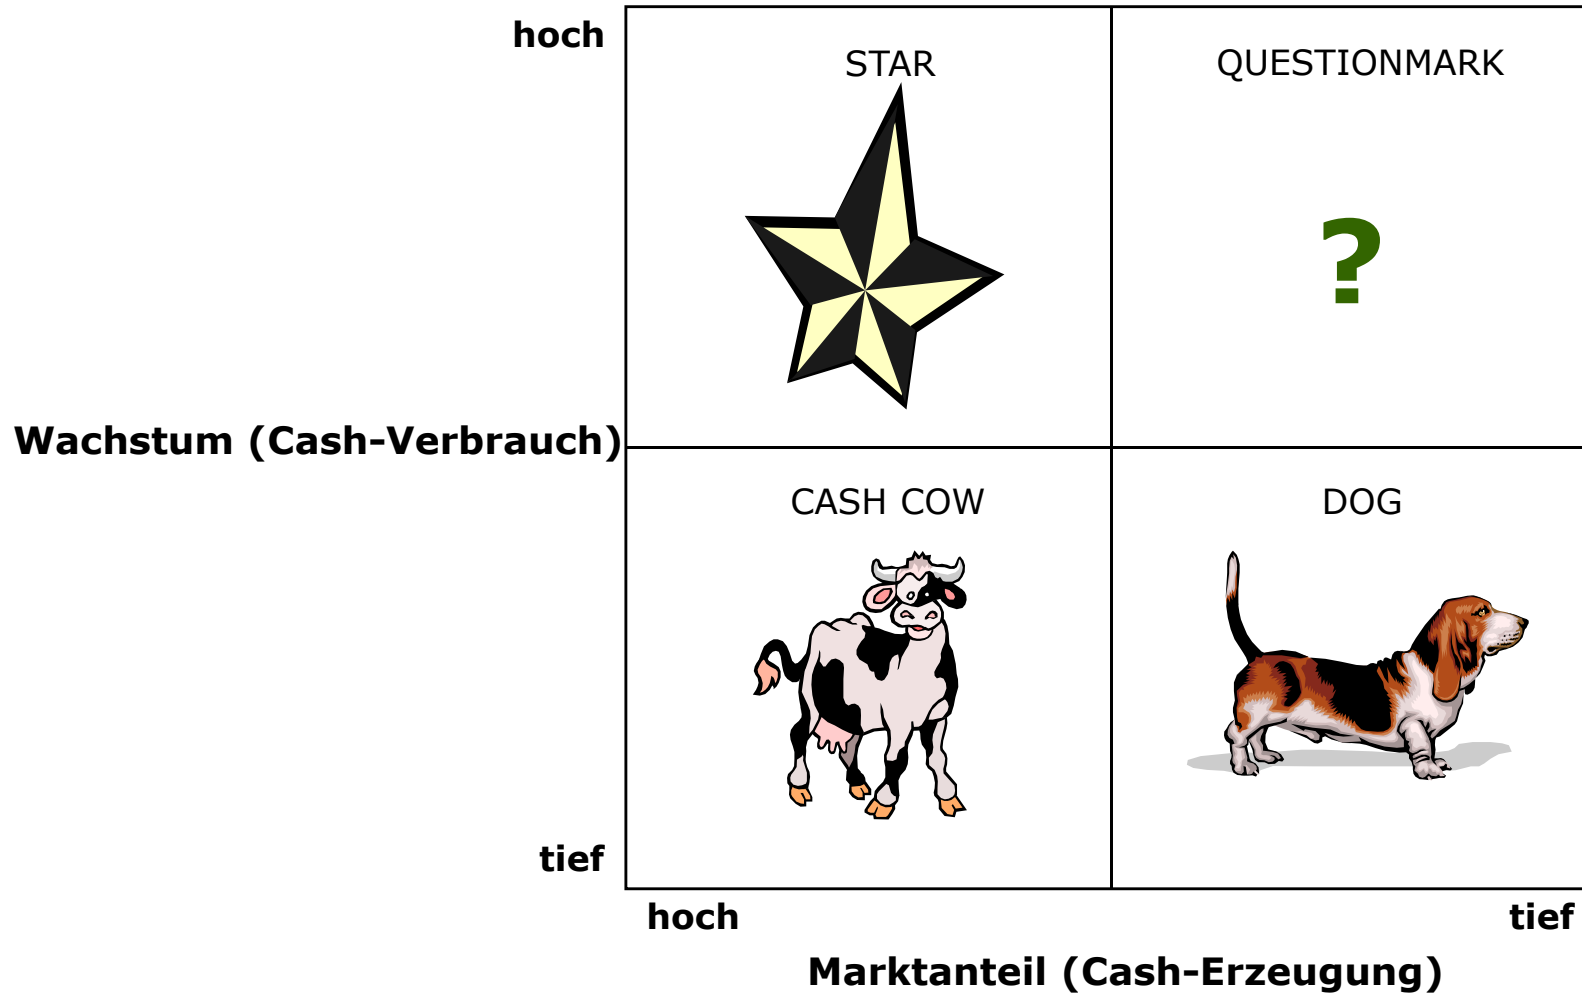 hoch
STAR
QUESTIONMARK
?
Wachstum (Cash-Verbrauch)
CASH COW
DOG
tief
hoch
tief
Marktanteil (Cash-Erzeugung)